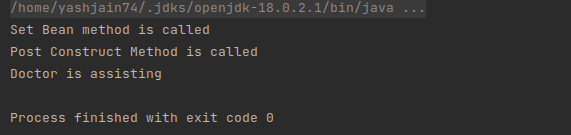 /home/yashjain74/.jdks/openjdk-18.0.2.1/bin/java ...
Set Bean method is called
Post Construct Method is called
Doctor is assisting
Process finished with exit code 0